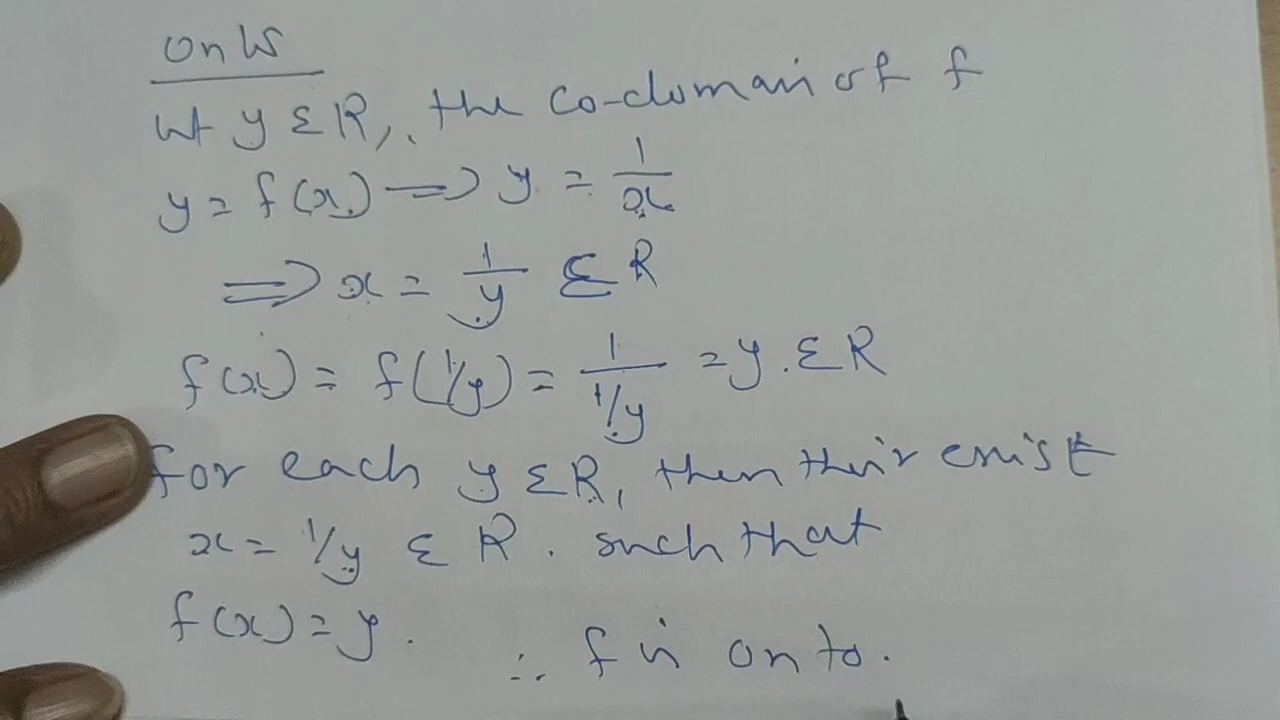 onto
let y ∈ R, the co-domain of f
y = f(x) ⟹ y = 1/x
⟹ x = 1/y ∈ R
f(x) = f(1/y) = 1/(1/y) = y ∈ R
for each y ∈ R, then their exist
x = 1/y ∈ R . such that
f(x) = y . ∴ f is onto.